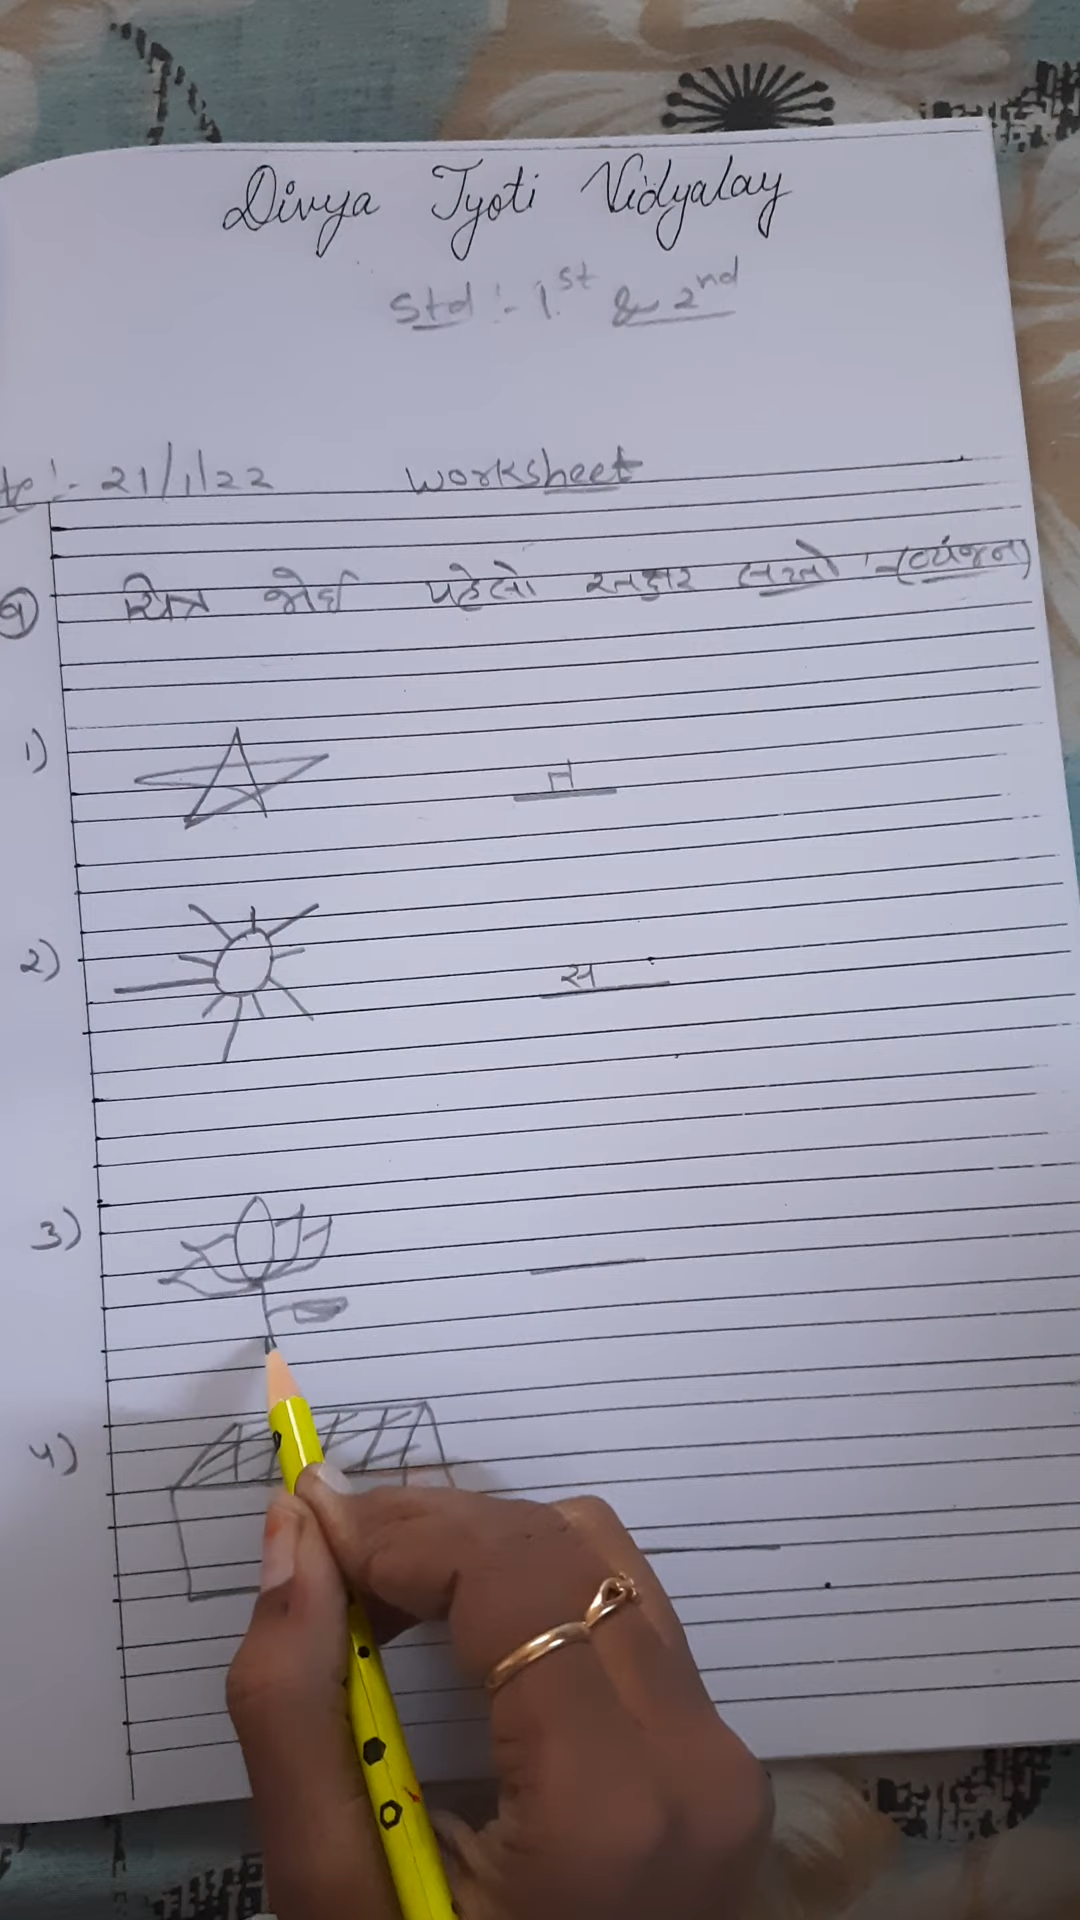 Divya Jyoti Vidyalay
Std :- 1st & 2nd
te :- 21/1/22 Worksheet
૧ ચિત્ર જોઈ પહેલો અક્ષર લખો :-(વ્યંજન)
1) ત
2) સ
3)
4)